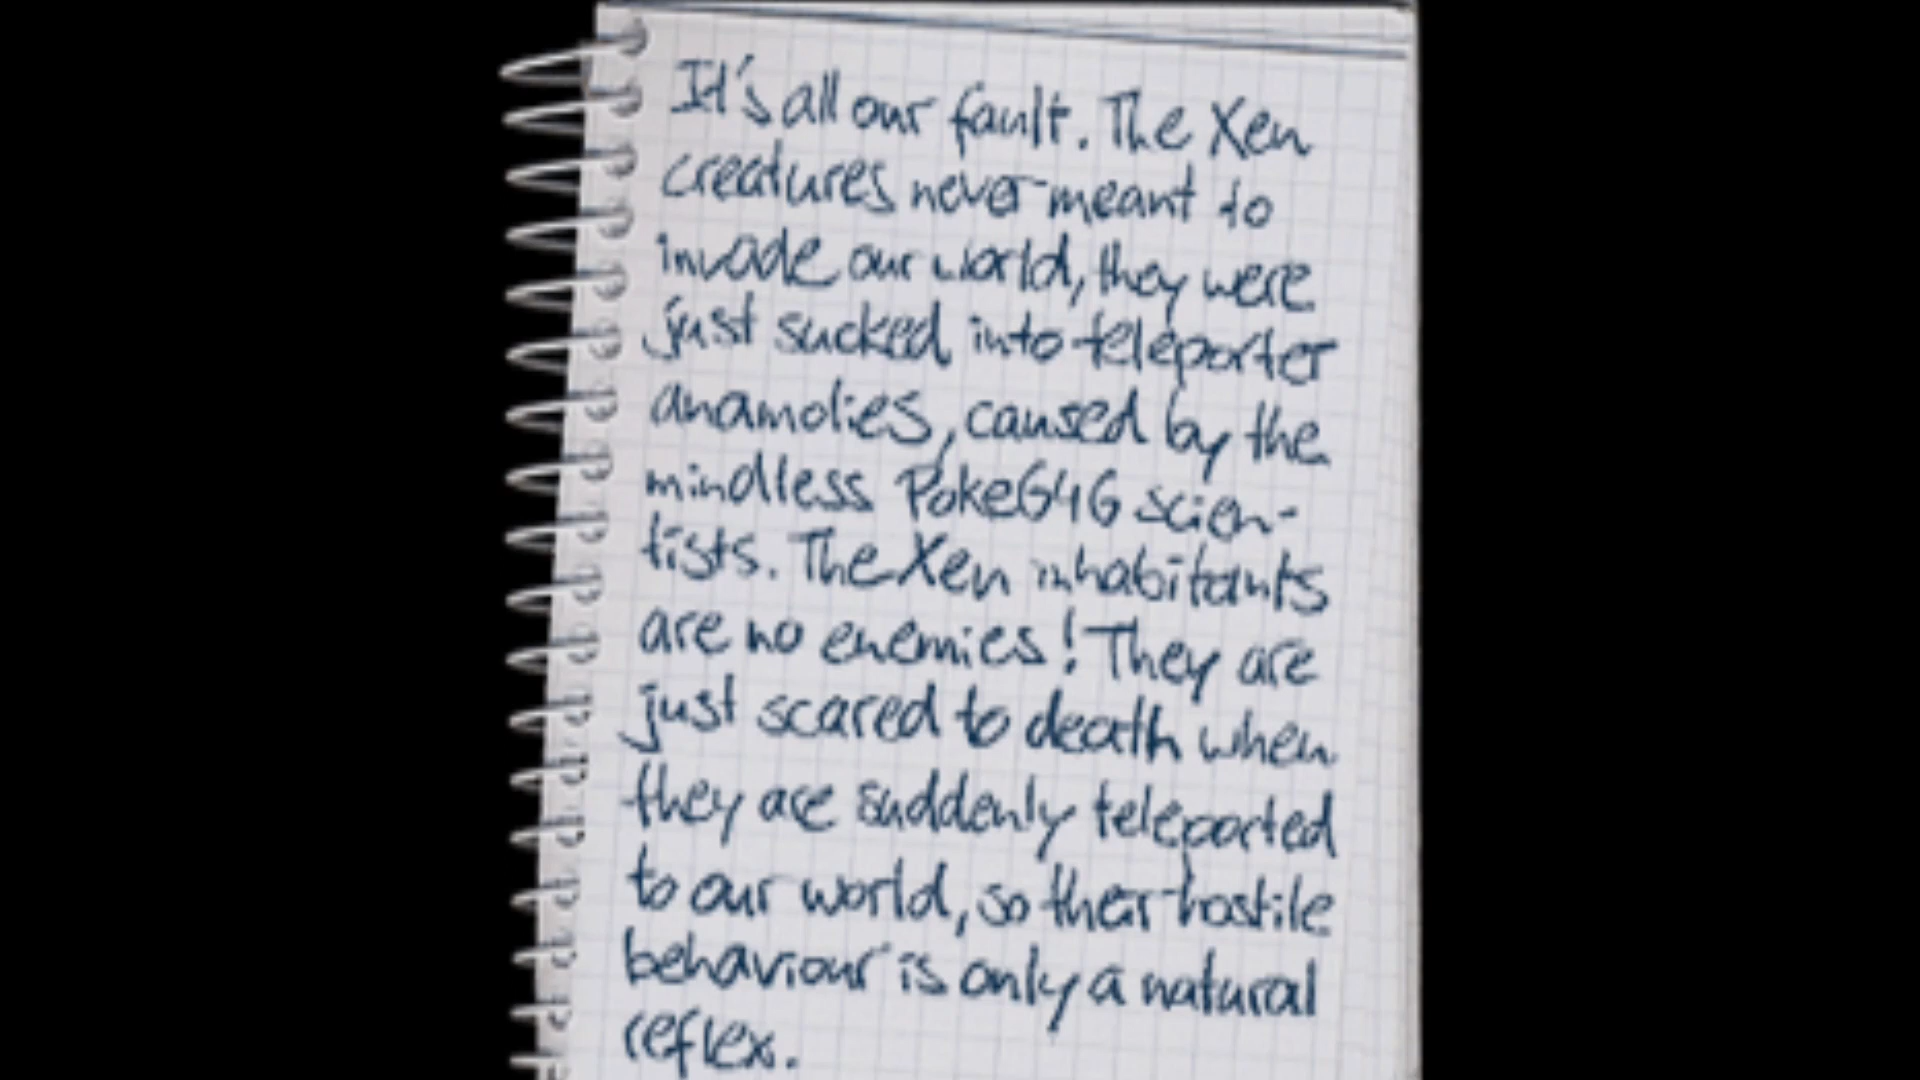 It's all our fault. The Xen
creatures never meant to
invade our world, they were
just sucked into teleporter
anamolies, caused by the
mindless Poke646 scien-
tists. The Xen inhabitants
are no enemies! They are
just scared to death when
they are suddenly teleported
to our world, so their hostile
behaviour is only a natural
reflex.